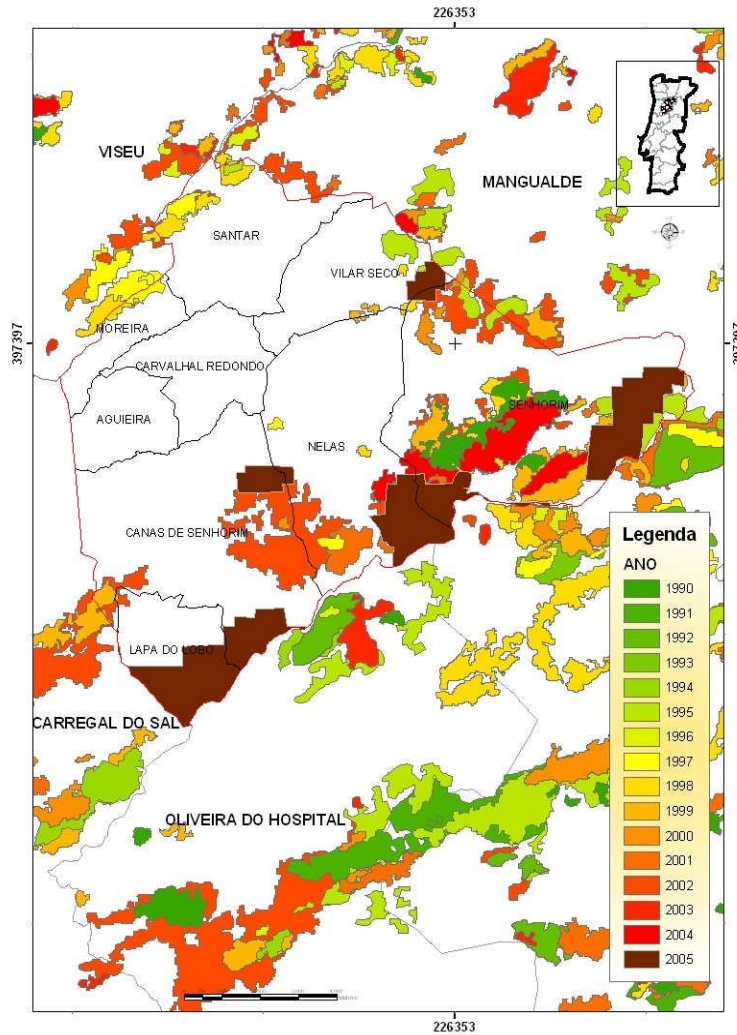 226353
VISEU
MANGUALDE
SANTAR
VILAR SECO
397397
MOREIRA
CARVALHAL REDONDO
AGUIEIRA
SENHORIM
NELAS
CANAS DE SENHORIM
LAPA DO LOBO
CARREGAL DO SAL
OLIVEIRA DO HOSPITAL
Legenda
ANO
1990
1991
1992
1993
1994
1995
1996
1997
1998
1999
2000
2001
2002
2003
2004
2005
226353